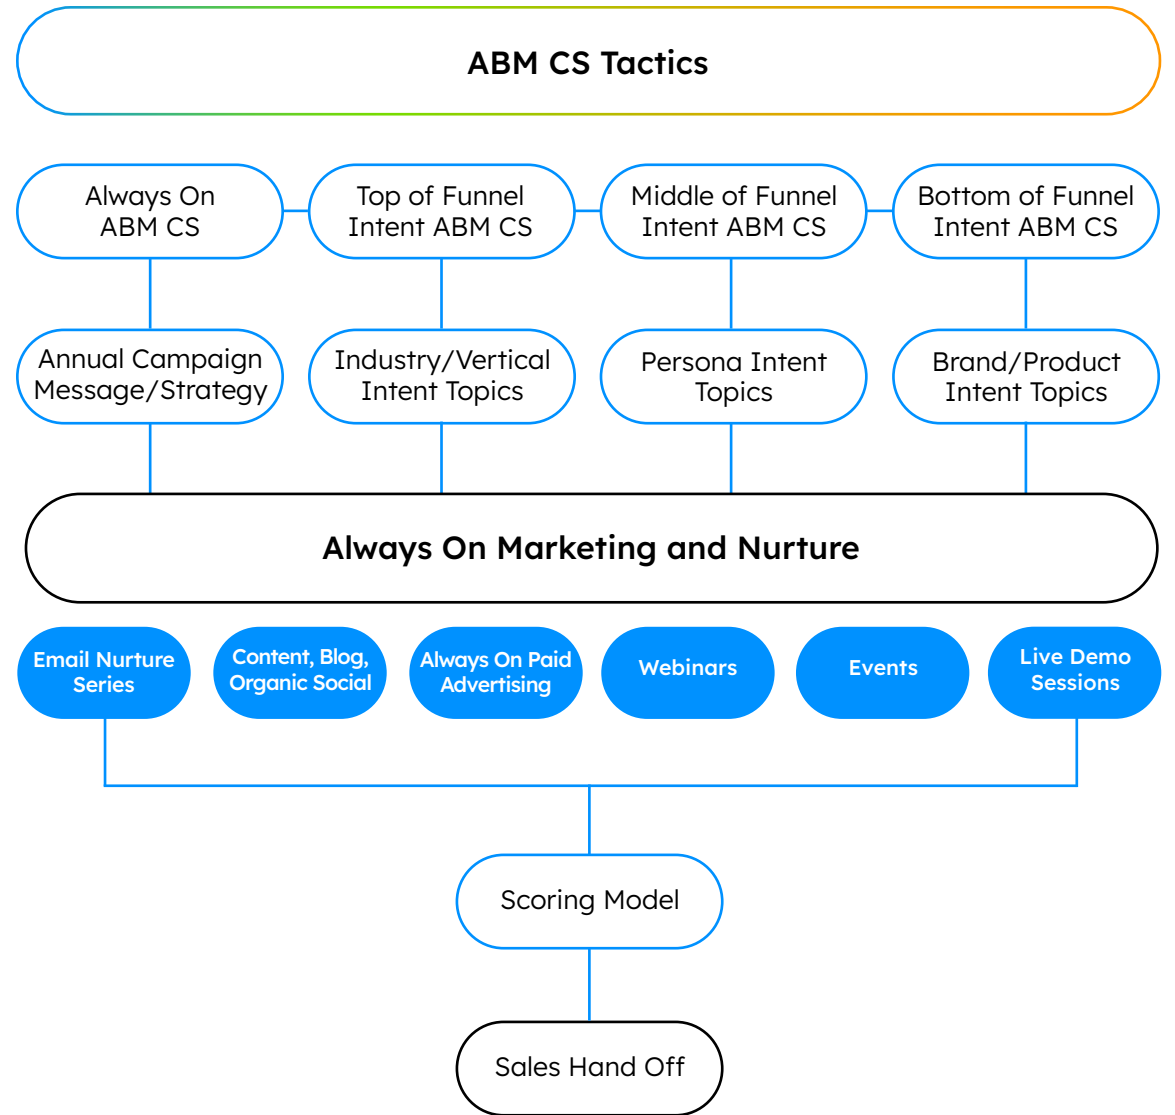 ABM CS Tactics
Always On
ABM CS
Top of Funnel
Intent ABM CS
Middle of Funnel
Intent ABM CS
Bottom of Funnel
Intent ABM CS
Annual Campaign
Message/Strategy
Industry/Vertical
Intent Topics
Persona Intent
Topics
Brand/Product
Intent Topics
Always On Marketing and Nurture
Email Nurture
Series
Content, Blog,
Organic Social
Always On Paid
Advertising
Webinars
Events
Live Demo
Sessions
Scoring Model
Sales Hand Off